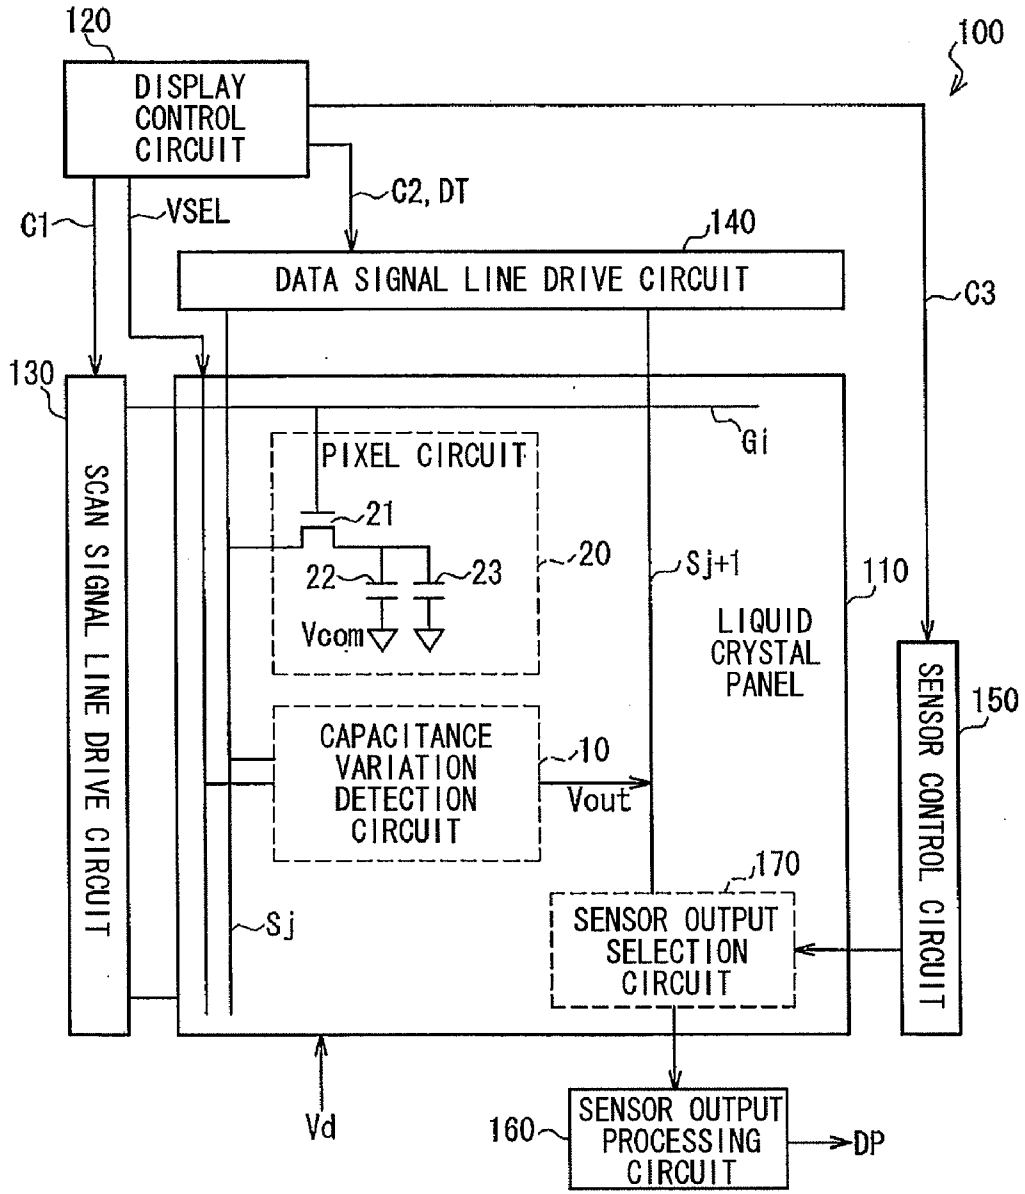 120
100
DISPLAY
CONTROL
CIRCUIT
C1
VSEL
C2, DT
140
DATA SIGNAL LINE DRIVE CIRCUIT
C3
130
SCAN SIGNAL LINE DRIVE CIRCUIT
Gi
PIXEL CIRCUIT
21
22
23
20
Vcom
Sj+1
110
LIQUID
CRYSTAL
PANEL
150
SENSOR CONTROL CIRCUIT
CAPACITANCE
VARIATION
DETECTION
CIRCUIT
10
Vout
170
Sj
SENSOR OUTPUT
SELECTION
CIRCUIT
Vd
160
SENSOR OUTPUT
PROCESSING
CIRCUIT
DP